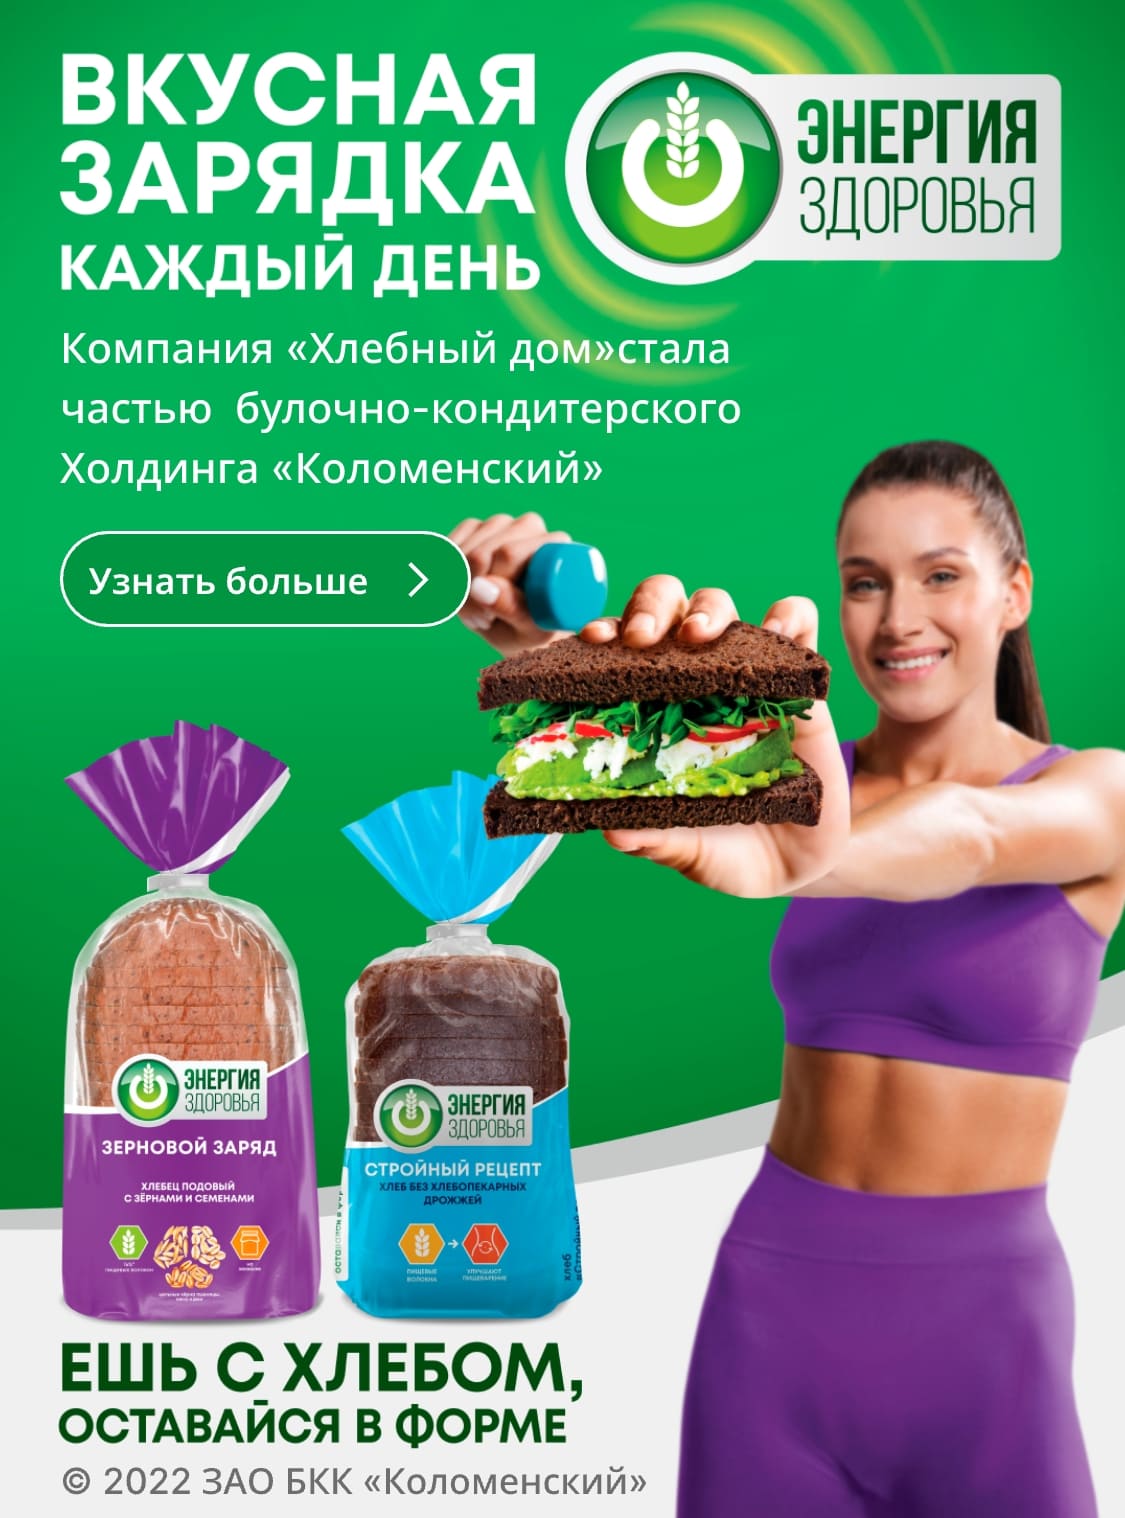 ВКУСНАЯ
ЗАРЯДКА
КАЖДЫЙ ДЕНЬ
ЭНЕРГИЯ
ЗДОРОВЬЯ
Компания «Хлебный дом»стала
частью булочно-кондитерского
Холдинга «Коломенский»
Узнать больше
ЭНЕРГИЯ
ЗДОРОВЬЯ
ЗЕРНОВОЙ ЗАРЯД
ХЛЕБЕЦ ПОДОВЫЙ
С ЗЁРНАМИ И СЕМЕНАМИ
ЭНЕРГИЯ
ЗДОРОВЬЯ
СТРОЙНЫЙ РЕЦЕПТ
ХЛЕБ БЕЗ ХЛЕБОПЕКАРНЫХ
ДРОЖЖЕЙ
ПИЩЕВЫЕ
ВОЛОКНА
УЛУЧШАЮТ
ПИЩЕВАРЕНИЕ
хлеб
ЕШЬ С ХЛЕБОМ,
ОСТАВАЙСЯ В ФОРМЕ
© 2022 ЗАО БКК «Коломенский»